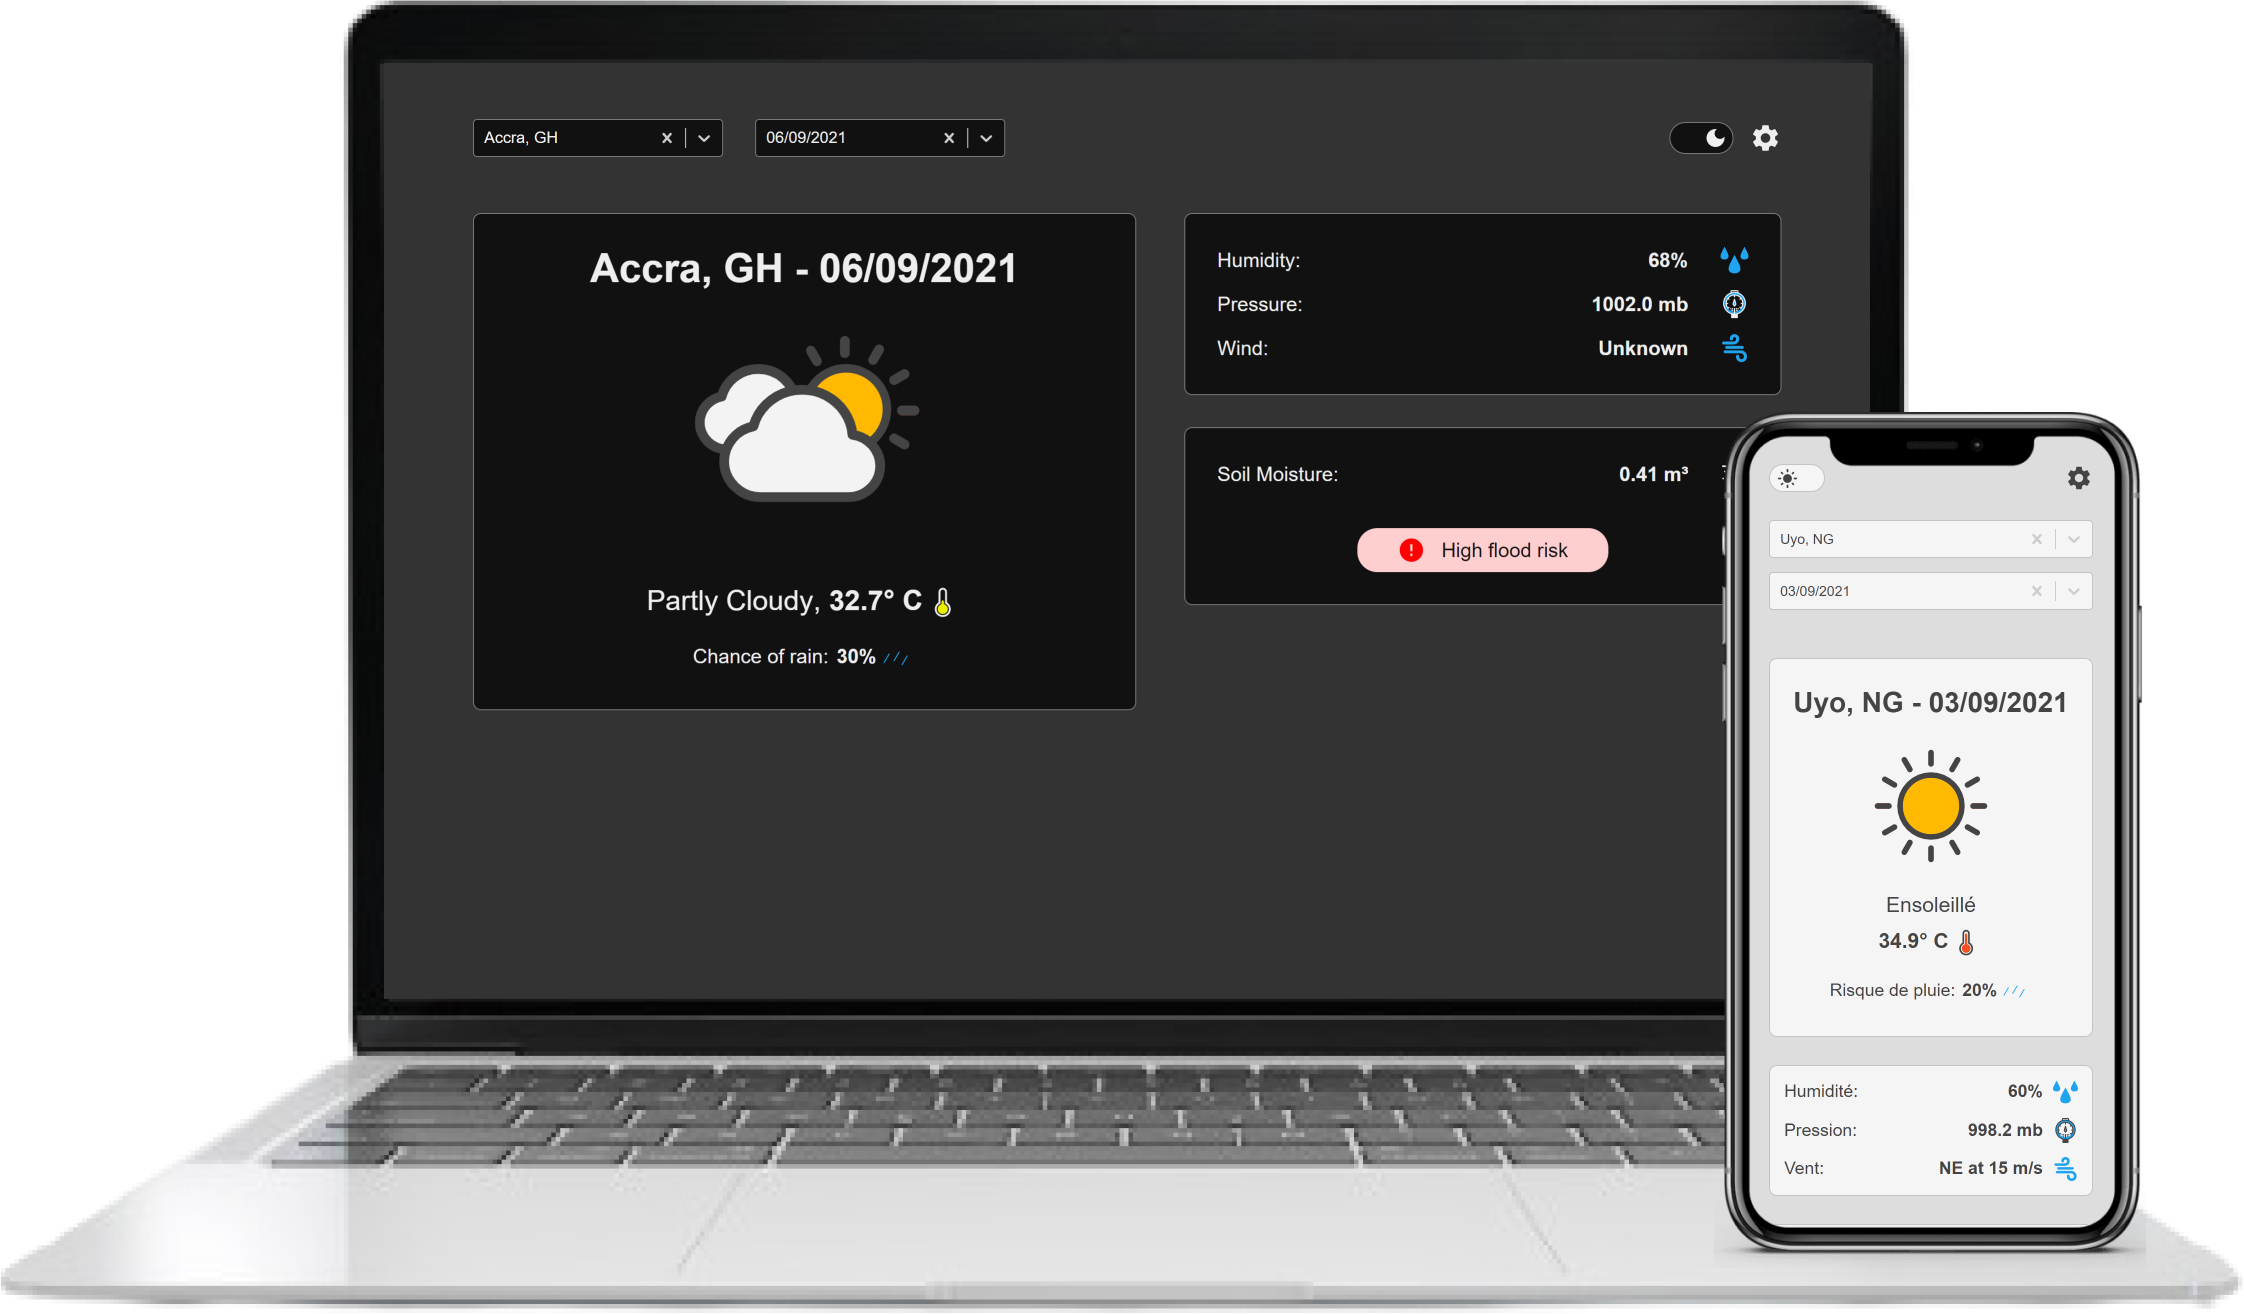 Accra, GH
06/09/2021
Accra, GH - 06/09/2021
Partly Cloudy, 32.7° C
Chance of rain: 30%
Humidity: 68%
Pressure: 1002.0 mb
Wind: Unknown
Soil Moisture: 0.41 m³
High flood risk
Uyo, NG
03/09/2021
Uyo, NG - 03/09/2021
Ensoleillé
34.9° C
Risque de pluie: 20%
Humidité: 60%
Pression: 998.2 mb
Vent: NE at 15 m/s